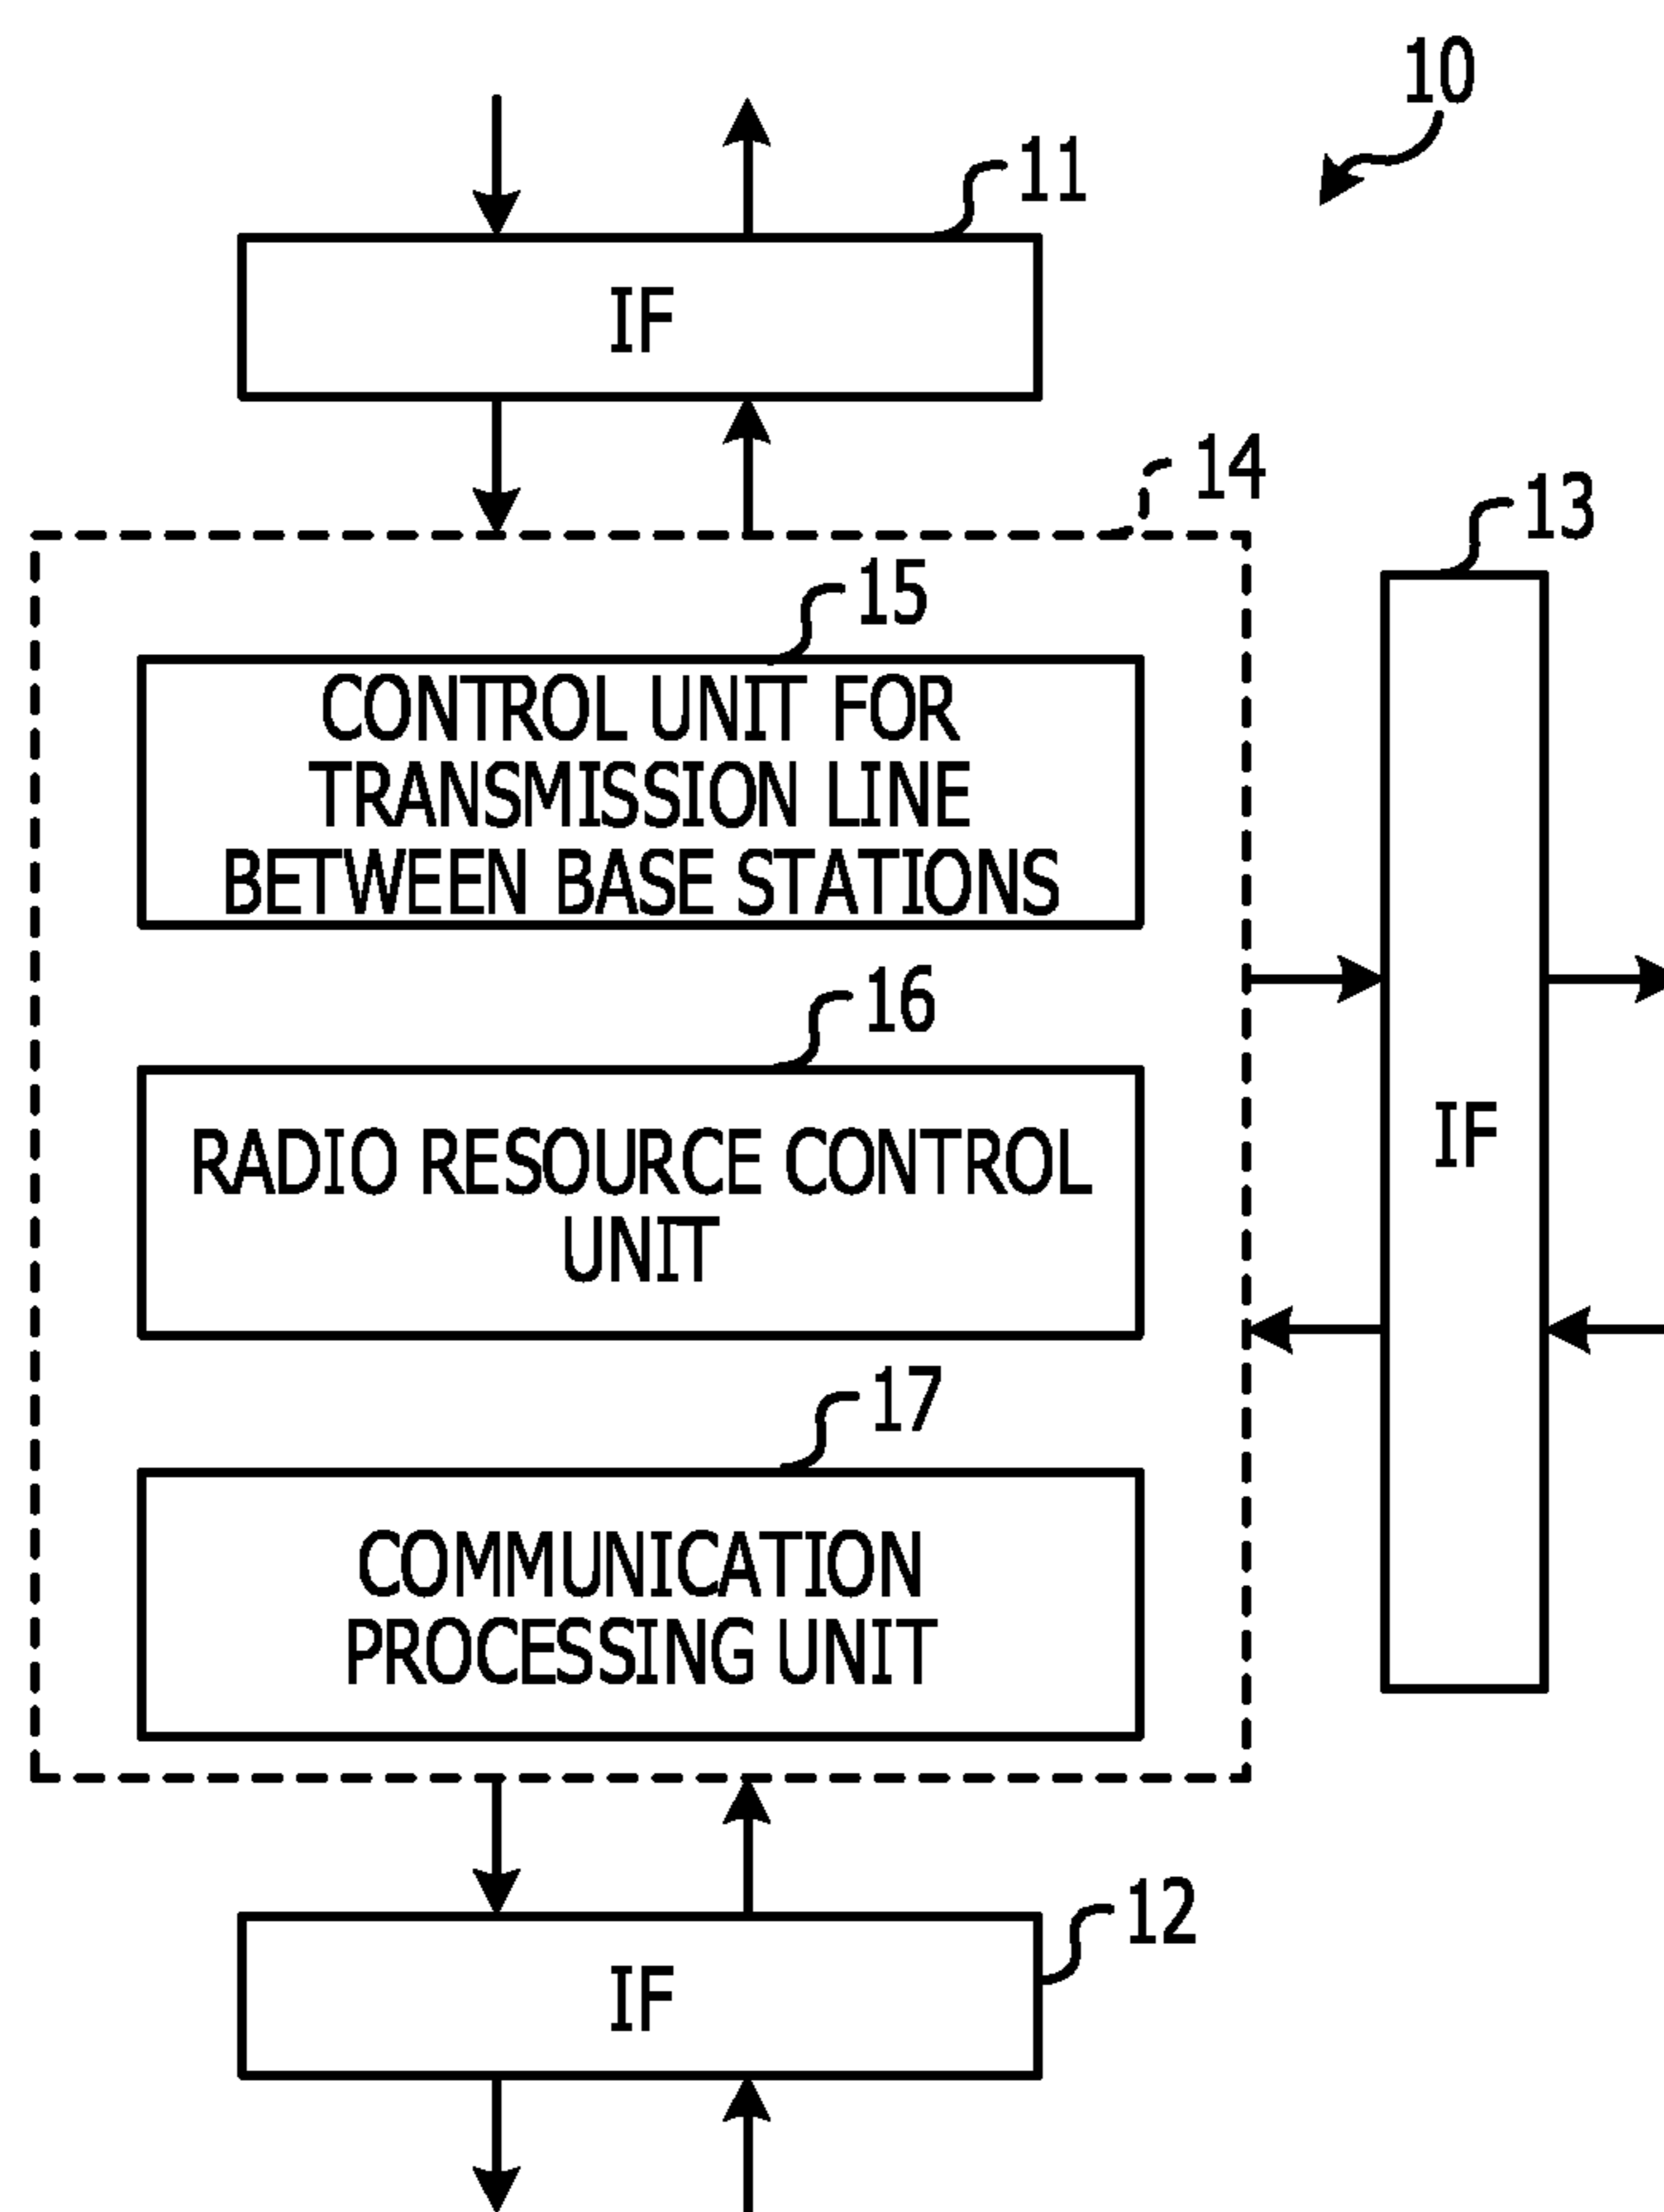 10
11
IF
14
13
15
CONTROL UNIT FOR
TRANSMISSION LINE
BETWEEN BASE STATIONS
16
RADIO RESOURCE CONTROL
UNIT
IF
17
COMMUNICATION
PROCESSING UNIT
12
IF